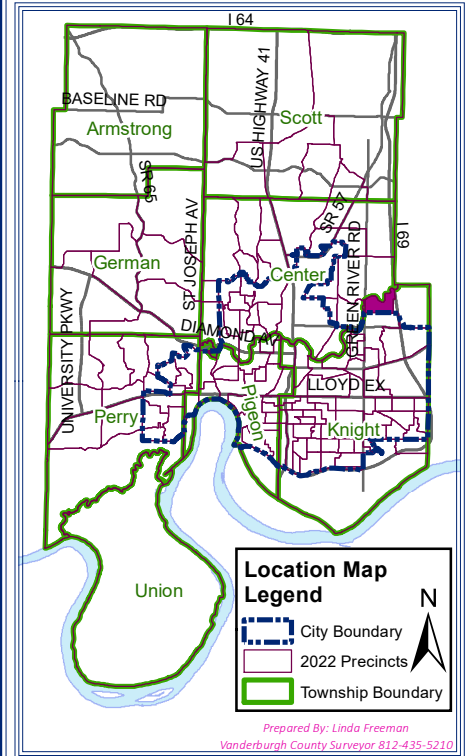 I 64
BASELINE RD
Armstrong
Scott
US HIGHWAY 41
SR 65
ST JOSEPH AV
SR 57
I 69
German
Center
GREEN RIVER RD
UNIVERSITY PKWY
DIAMOND AV
LLOYD EX
Perry
Pigeon
Knight
Union
Location Map
Legend
N
City Boundary
2022 Precincts
Township Boundary
Prepared By: Linda Freeman
Vanderburgh County Surveyor 812-435-5210